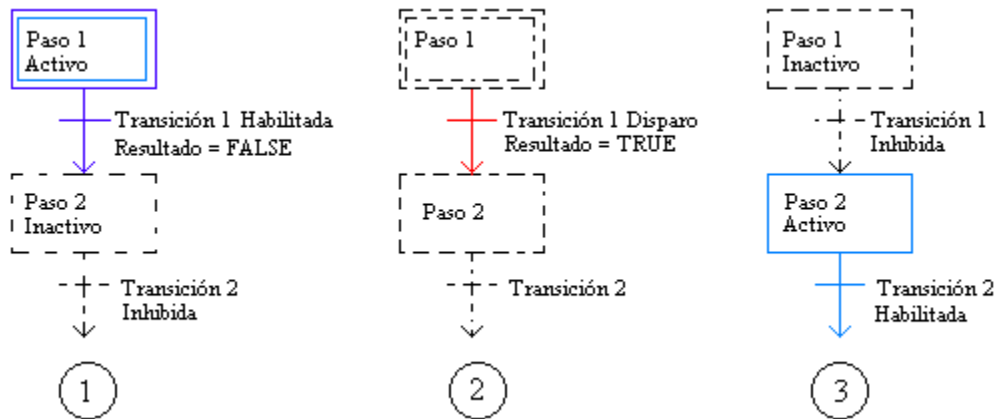 Paso 1
Activo
Transición 1 Habilitada
Resultado = FALSE
Paso 2
Inactivo
Transición 2
Inhibida
1
Paso 1
Transición 1 Disparo
Resultado = TRUE
Paso 2
Transición 2
2
Paso 1
Inactivo
Transición 1
Inhibida
Paso 2
Activo
Transición 2
Habilitada
3